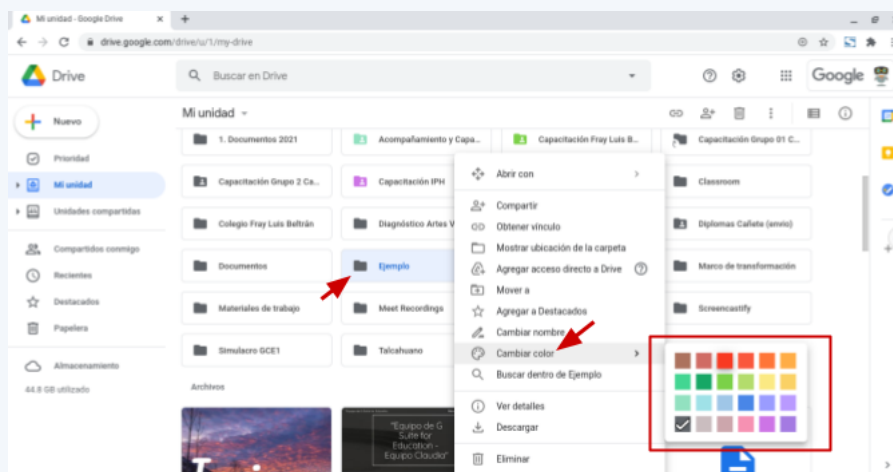 Mi unidad - Google Drive
drive.google.com/drive/u/1/my-drive
Drive
Buscar en Drive
Google
Nuevo
Mi unidad
1. Documentos 2021
Acompañamiento y Capa...
Capacitación Fray Luis B...
Capacitación Grupo 01 C...
Prioridad
Mi unidad
Unidades compartidas
Compartidos conmigo
Recientes
Destacados
Papelera
Almacenamiento
44.8 GB utilizado
Capacitación Grupo 2 Ca...
Capacitación IPH
Classroom
Colegio Fray Luis Beltrán
Diagnóstico Artes V
Diplomas Cañete (envio)
Documentos
Ejemplo
Marco de transformación
Materiales de trabajo
Meet Recordings
Screencastify
Simulacro GCE1
Talcahuano
Archivos
Abrir con
Compartir
Obtener vínculo
Mostrar ubicación de la carpeta
Agregar acceso directo a Drive
Mover a
Agregar a Destacados
Cambiar nombre
Cambiar color
Buscar dentro de Ejemplo
Ver detalles
Descargar
Eliminar
"Equipo de G
Suite for
Education -
Equipo Claudia"